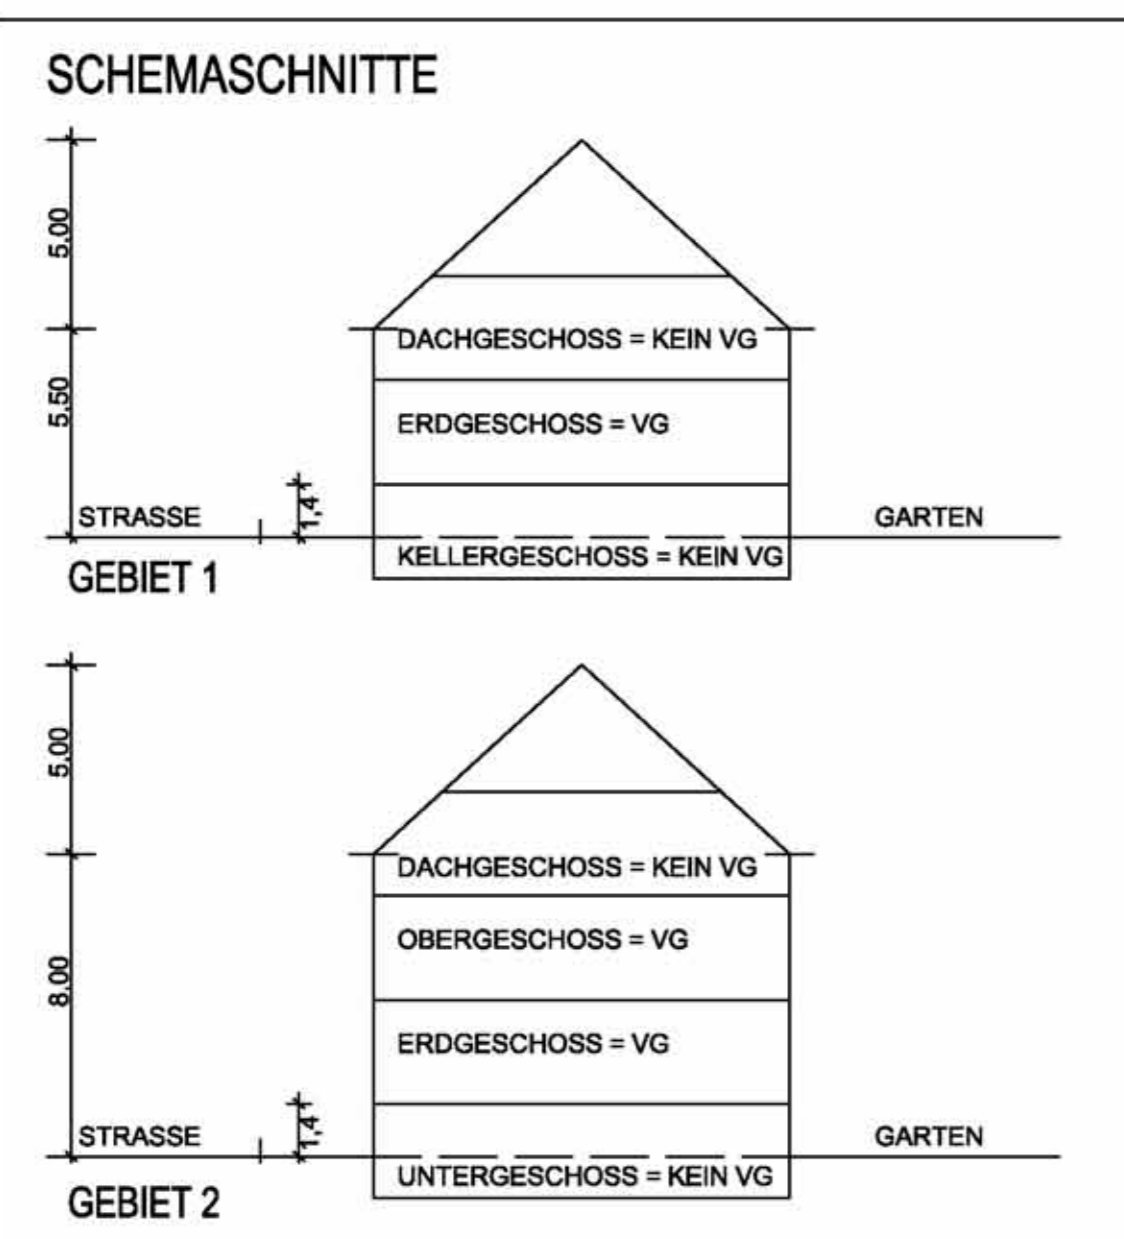 SCHEMASCHNITTE
5.00
DACHGESCHOSS = KEIN VG
5.50
ERDGESCHOSS = VG
1,4
STRASSE
GARTEN
KELLERGESCHOSS = KEIN VG
GEBIET 1
5.00
DACHGESCHOSS = KEIN VG
OBERGESCHOSS = VG
8.00
ERDGESCHOSS = VG
1,4
STRASSE
GARTEN
UNTERGESCHOSS = KEIN VG
GEBIET 2